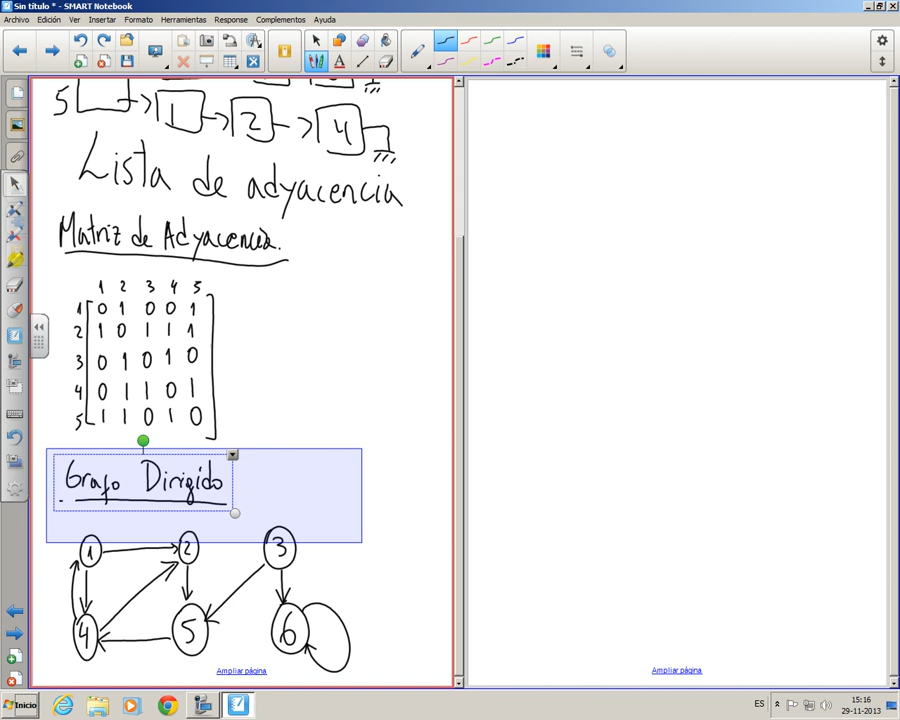 Sin título * - SMART Notebook
Archivo Edición Ver Insertar Formato Herramientas Response Complementos Ayuda
5 1 2 4
Lista de adyacencia
Matriz de Adyacencia.
1 2 3 4 5
1 0 1 0 0 1
2 1 0 1 1 1
3 0 1 0 1 0
4 0 1 1 0 1
5 1 1 0 1 0
Grafo Dirigido
1 2 3
4 5 6
Ampliar página Ampliar página
Inicio ES 15:16
29-11-2013